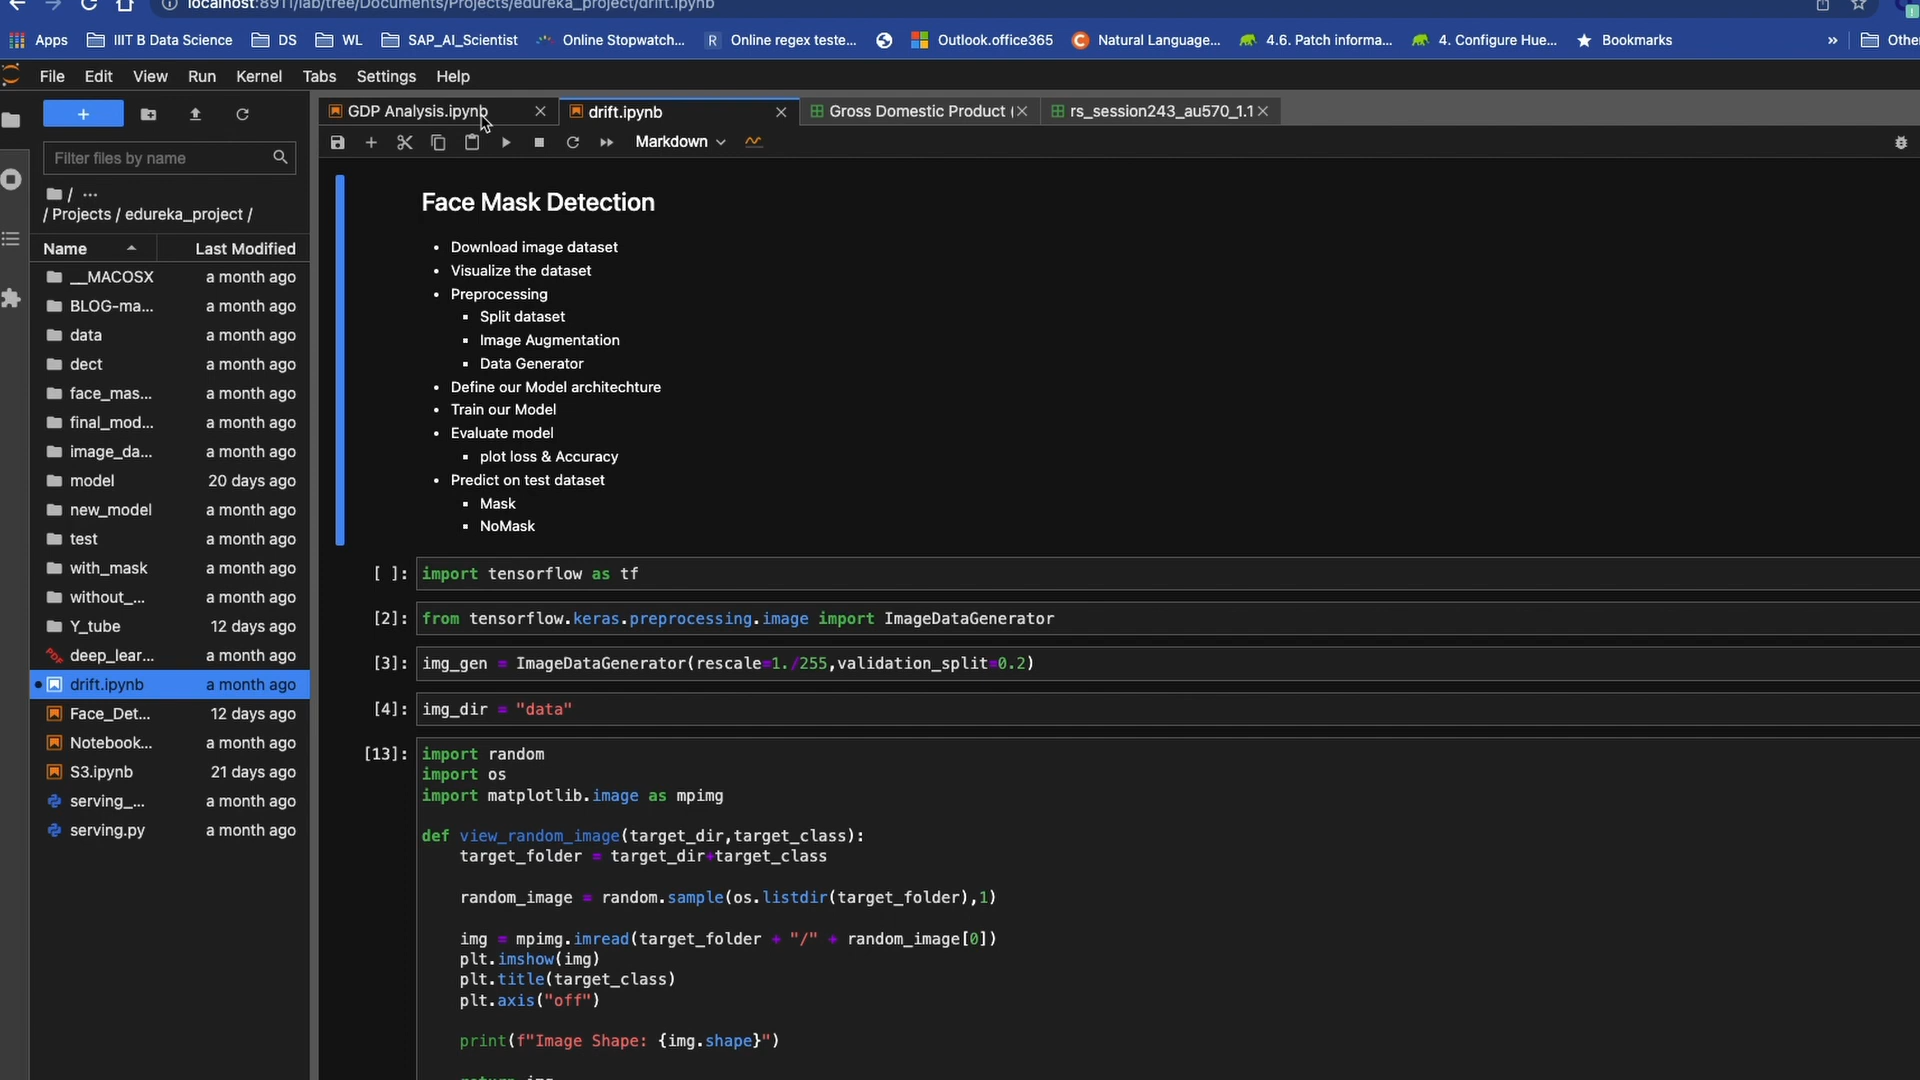 localhost:8911/lab/tree/Documents/Projects/edureka_project/drift.ipynb
Apps IIT B Data Science DS WL SAP_AI_Scientist Online Stopwatch... R Online regex teste... Outlook.office365 C Natural Language... 4.6. Patch informa... 4. Configure Hue... Bookmarks » Othe
File Edit View Run Kernel Tabs Settings Help
GDP Analysis.ipynb drift.ipynb Gross Domestic Product ( rs_session243_au570_1.1
Markdown
Filter files by name
/ ...
/ Projects / edureka_project /
Name Last Modified
__MACOSX a month ago
BLOG-ma... a month ago
data a month ago
dect a month ago
face_mas... a month ago
final_mod... a month ago
image_da... a month ago
model 20 days ago
new_model a month ago
test a month ago
with_mask a month ago
without_... a month ago
Y_tube 12 days ago
PDF deep_lear... a month ago
drift.ipynb a month ago
Face_Det... 12 days ago
Notebook... a month ago
S3.ipynb 21 days ago
serving_... a month ago
serving.py a month ago
Face Mask Detection
• Download image dataset
• Visualize the dataset
• Preprocessing
▪ Split dataset
▪ Image Augmentation
▪ Data Generator
• Define our Model architechture
• Train our Model
• Evaluate model
▪ plot loss & Accuracy
• Predict on test dataset
▪ Mask
▪ NoMask
[ ]: import tensorflow as tf
[2]: from tensorflow.keras.preprocessing.image import ImageDataGenerator
[3]: img_gen = ImageDataGenerator(rescale=1./255,validation_split=0.2)
[4]: img_dir = "data"
[13]: import random
import os
import matplotlib.image as mpimg
def view_random_image(target_dir,target_class):
target_folder = target_dir+target_class
random_image = random.sample(os.listdir(target_folder),1)
img = mpimg.imread(target_folder + "/" + random_image[0])
plt.imshow(img)
plt.title(target_class)
plt.axis("off")
print(f"Image Shape: {img.shape}")